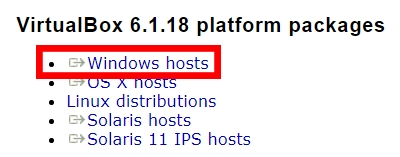 VirtualBox 6.1.18 platform packages
Windows hosts
OS X hosts
Linux distributions
Solaris hosts
Solaris 11 IPS hosts